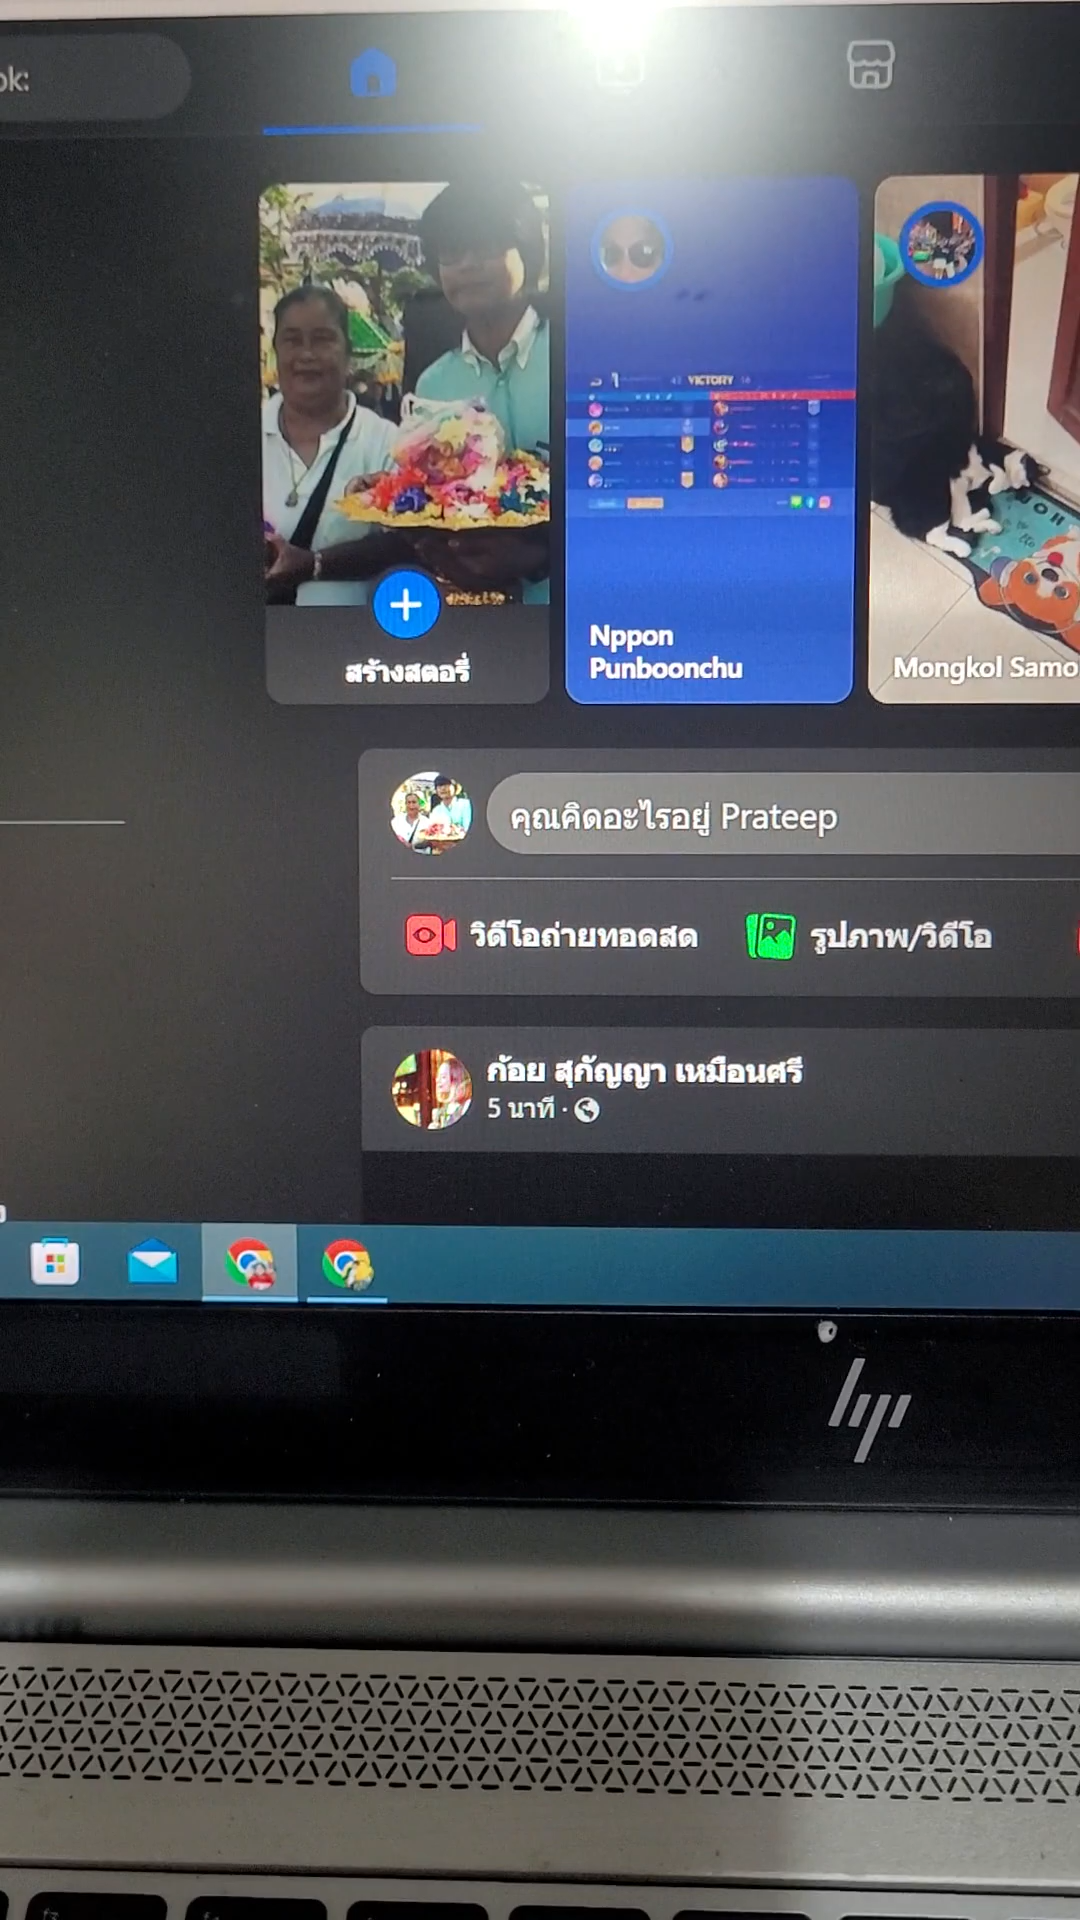 ok:
VICTORY
สร้างสตอรี่
Nppon
Punboonchu
Mongkol Samo
คุณคิดอะไรอยู่ Prateep
วิดีโอถ่ายทอดสด
รูปภาพ/วิดีโอ
ก้อย สุกัญญา เหมือนศรี
5 นาที ·
hp